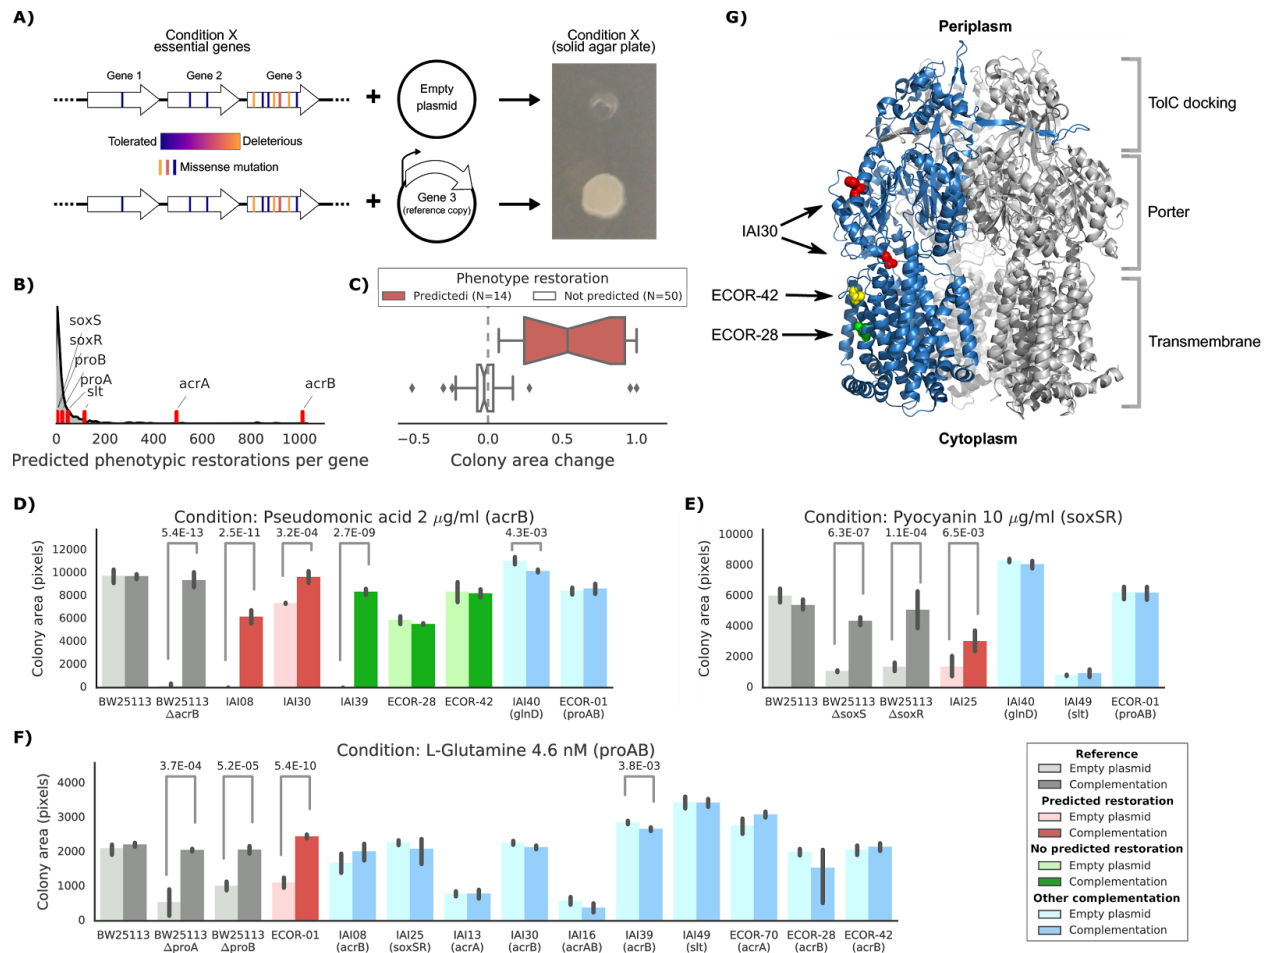 A)
Condition X
essential genes
Condition X
(solid agar plate)
Gene 1
Gene 2
Gene 3
Empty
plasmid
Tolerated
Deleterious
Missense mutation
Gene 3
(reference copy)
B)
soxS
soxR
proB
proA
slt
acrA
acrB
0
200
400
600
800
1000
Predicted phenotypic restorations per gene
C)
Phenotype restoration
Predictedi (N=14)
Not predicted (N=50)
−0.5
0.0
0.5
1.0
Colony area change
G)
Periplasm
TolC docking
Porter
Transmembrane
IAI30
ECOR-42
ECOR-28
Cytoplasm
D)
Condition: Pseudomonic acid 2 μg/ml (acrB)
5.4E-13
2.5E-11
3.2E-04
2.7E-09
4.3E-03
Colony area (pixels)
12000
10000
8000
6000
4000
2000
0
BW25113
BW25113
ΔacrB
IAI08
IAI30
IAI39
ECOR-28
ECOR-42
IAI40
(glnD)
ECOR-01
(proAB)
E)
Condition: Pyocyanin 10 μg/ml (soxSR)
6.3E-07
1.1E-04
6.5E-03
Colony area (pixels)
10000
8000
6000
4000
2000
0
BW25113
BW25113
ΔsoxS
BW25113
ΔsoxR
IAI25
IAI40
(glnD)
IAI49
(slt)
ECOR-01
(proAB)
F)
Condition: L-Glutamine 4.6 nM (proAB)
3.7E-04
5.2E-05
5.4E-10
3.8E-03
Colony area (pixels)
4000
3000
2000
1000
0
BW25113
BW25113
ΔproA
BW25113
ΔproB
ECOR-01
IAI08
(acrB)
IAI25
(soxSR)
IAI13
(acrA)
IAI30
(acrB)
IAI16
(acrAB)
IAI39
(acrB)
IAI49
(slt)
ECOR-70
(acrA)
ECOR-28
(acrB)
ECOR-42
(acrB)
Reference
Empty plasmid
Complementation
Predicted restoration
Empty plasmid
Complementation
No predicted restoration
Empty plasmid
Complementation
Other complementation
Empty plasmid
Complementation